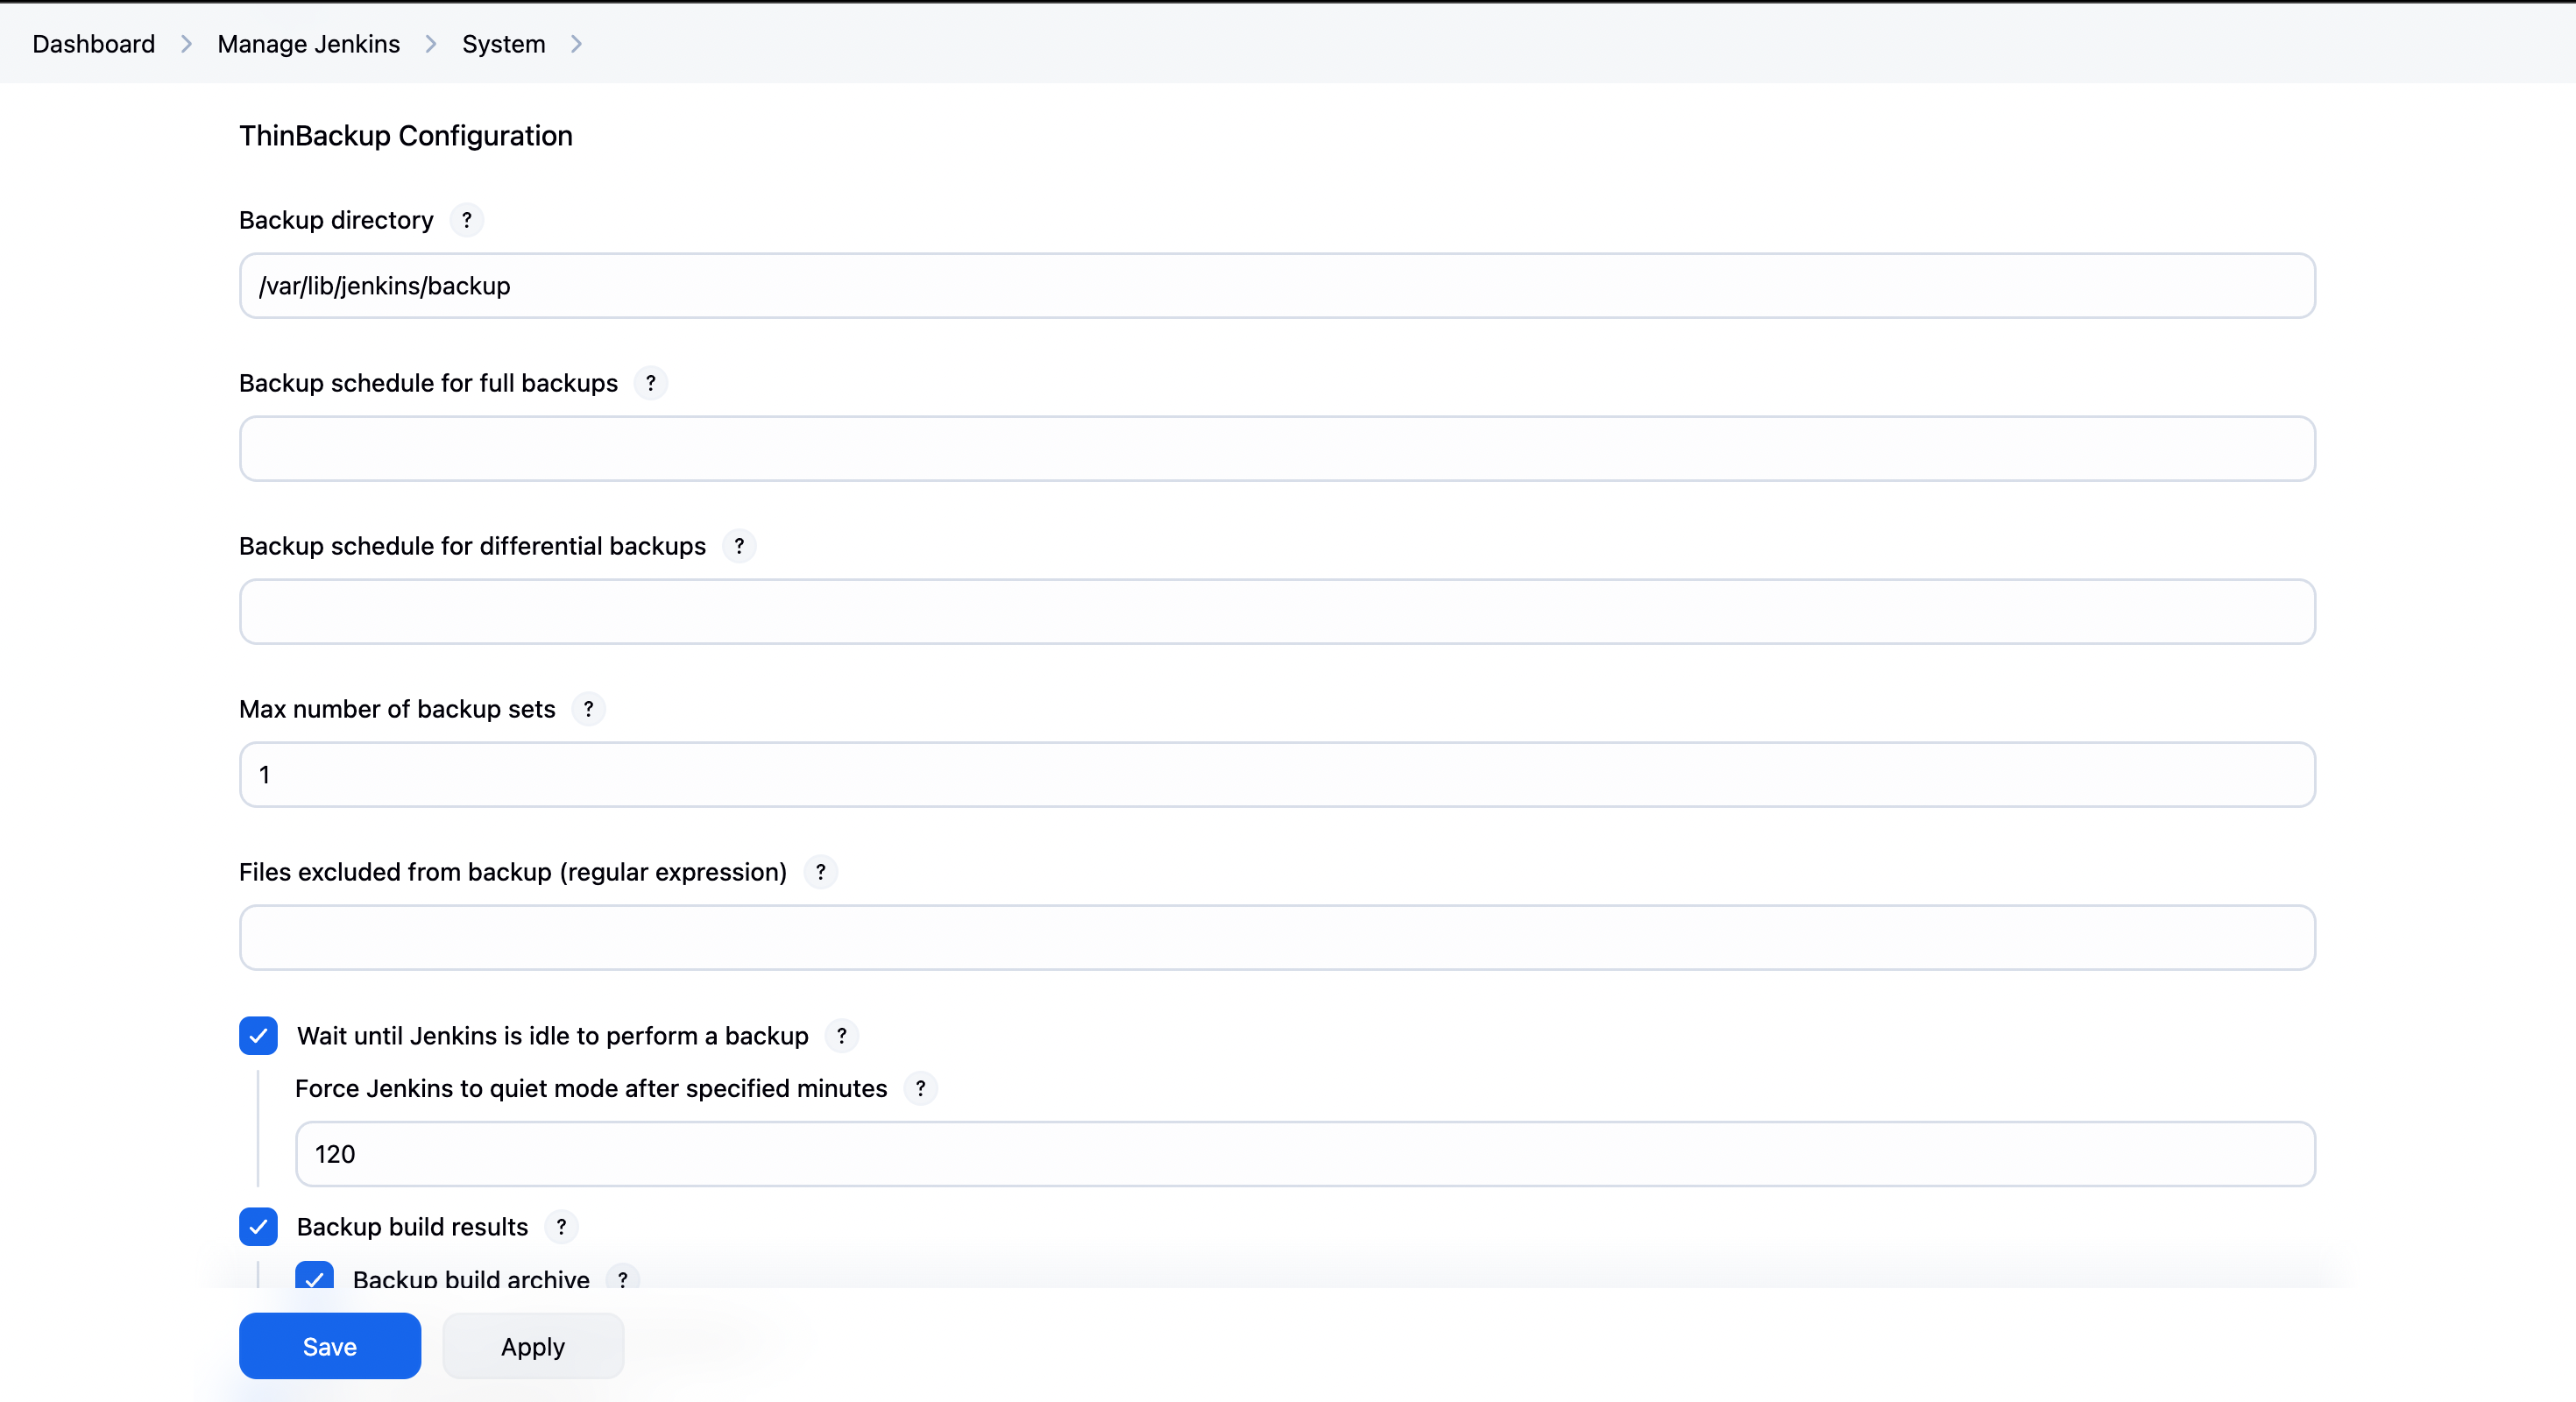 Dashboard > Manage Jenkins > System >
ThinBackup Configuration
Backup directory ?
/var/lib/jenkins/backup
Backup schedule for full backups ?
Backup schedule for differential backups ?
Max number of backup sets ?
1
Files excluded from backup (regular expression) ?
Wait until Jenkins is idle to perform a backup ?
Force Jenkins to quiet mode after specified minutes ?
120
Backup build results ?
Backup build archive ?
Save Apply